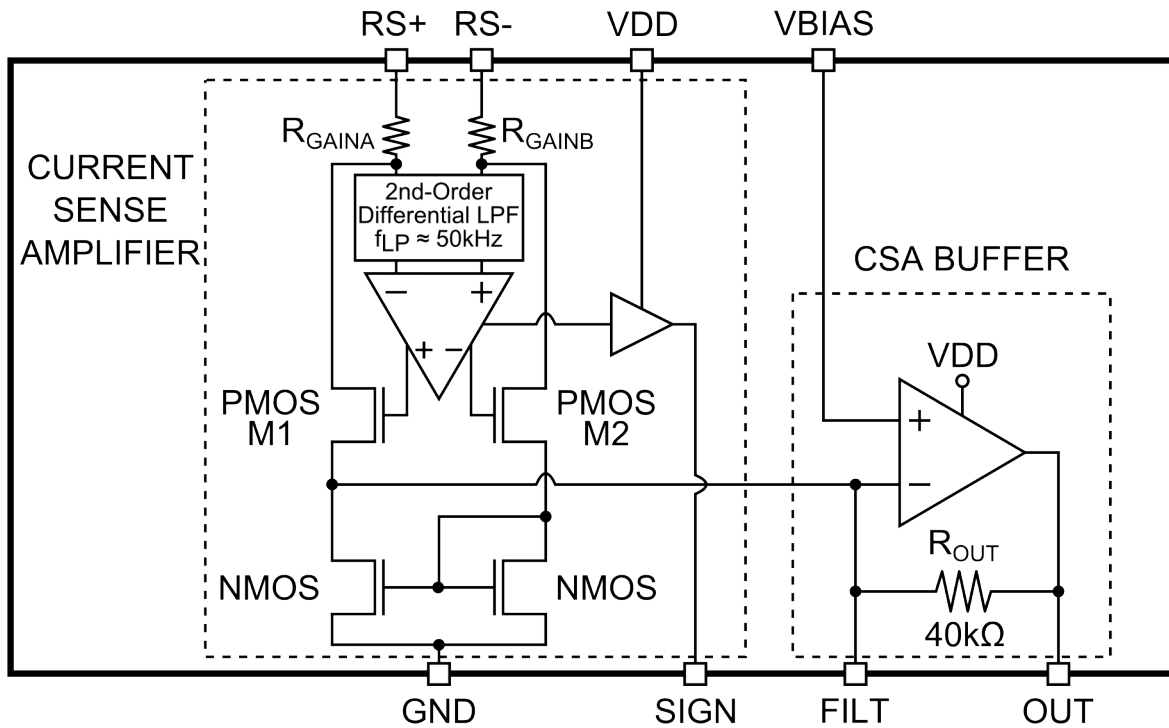 RS+ RS- VDD VBIAS
R_GAINA R_GAINB
CURRENT
SENSE
AMPLIFIER
2nd-Order
Differential LPF
f_LP ≈ 50kHz
− +
+ −
CSA BUFFER
VDD
+
−
PMOS
M1
PMOS
M2
R_OUT
40kΩ
NMOS NMOS
GND SIGN FILT OUT